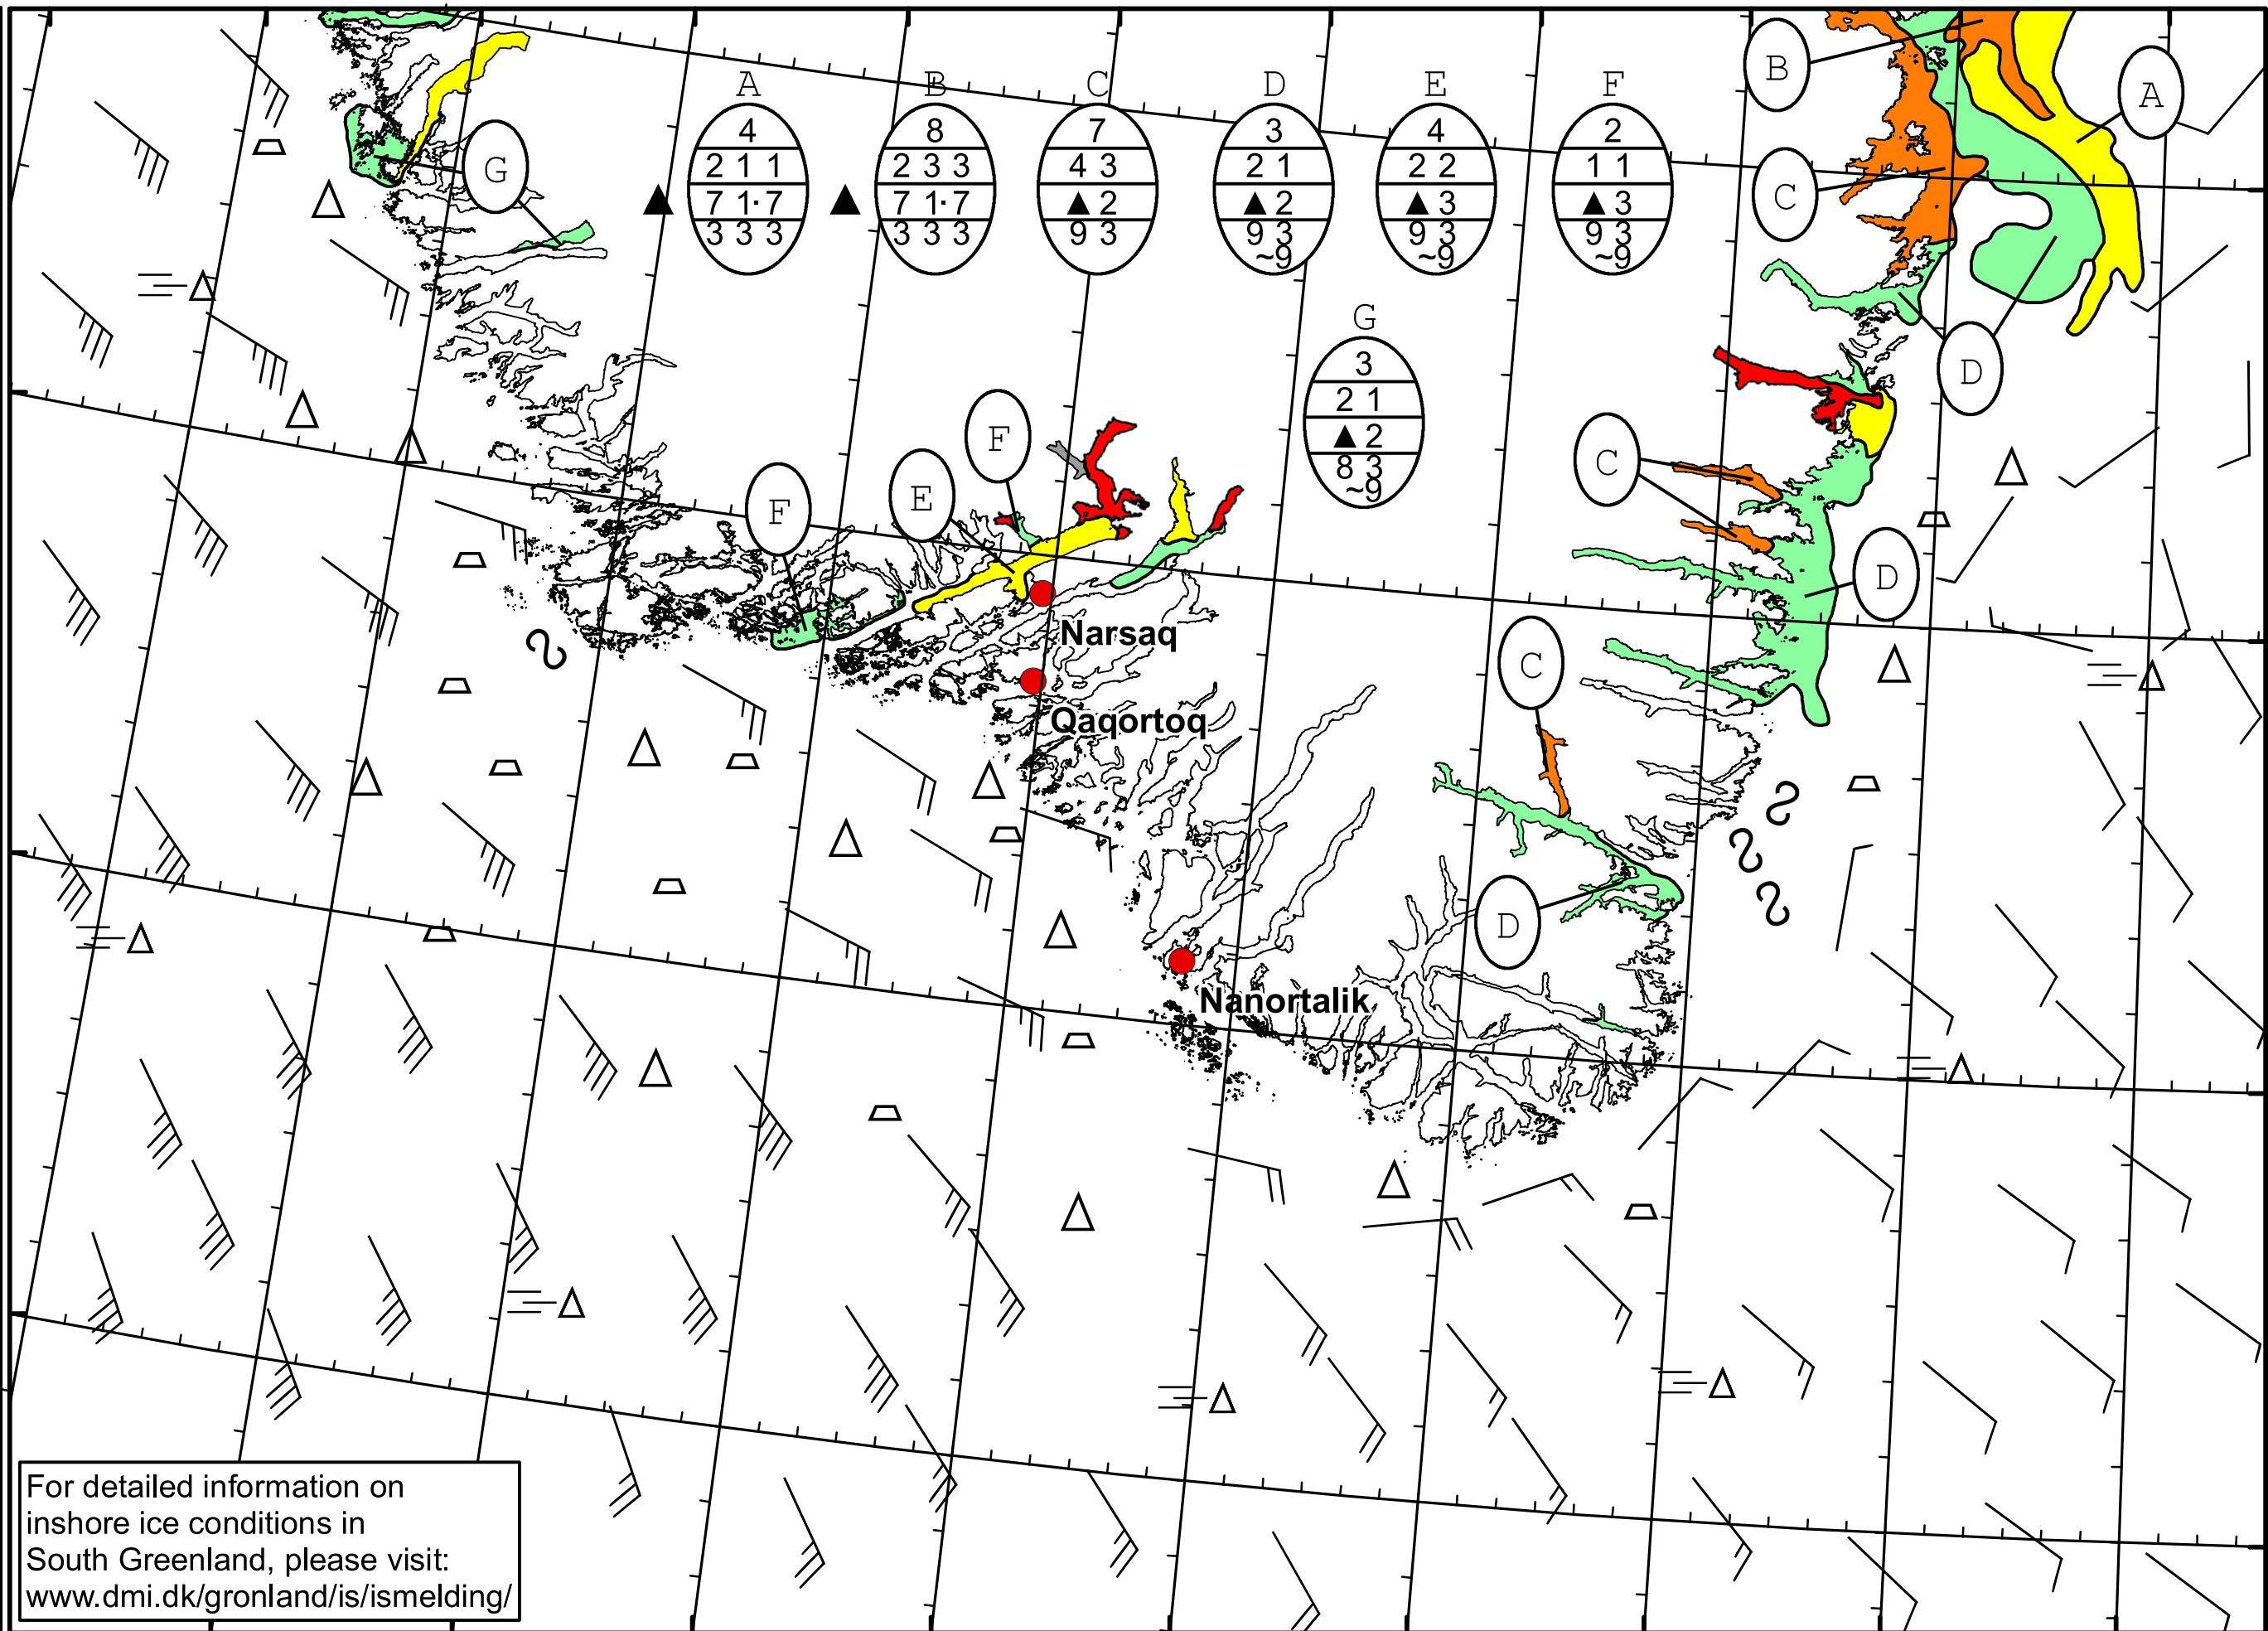 B
A
A B C D E F
4 8 7 3 4 2
2 1 1 2 3 3 4 3 2 1 2 2 1 1
7 1· 7 7 1· 7 ▲ 2 ▲ 2 ▲ 3 ▲ 3
3 3 3 3 3 3 9 3 9 3 9 3 9 3
~9 ~9 ~9
G
C
G
3
2 1
▲ 2
8 3
~9
D
F
C
E
F
D
Narsaq
C
Qaqortoq
D
Nanortalik
For detailed information on
inshore ice conditions in
South Greenland, please visit:
www.dmi.dk/gronland/is/ismelding/